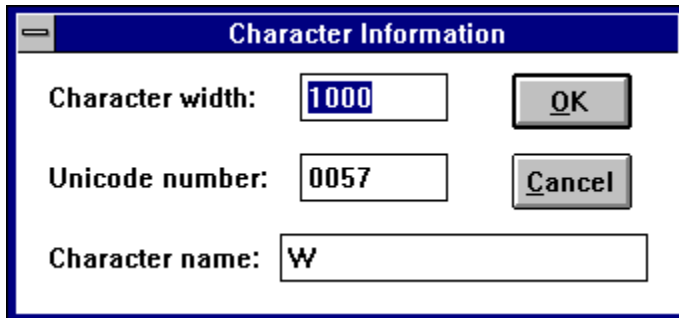 Character Information
Character width: 1000 OK
Unicode number: 0057 Cancel
Character name: W